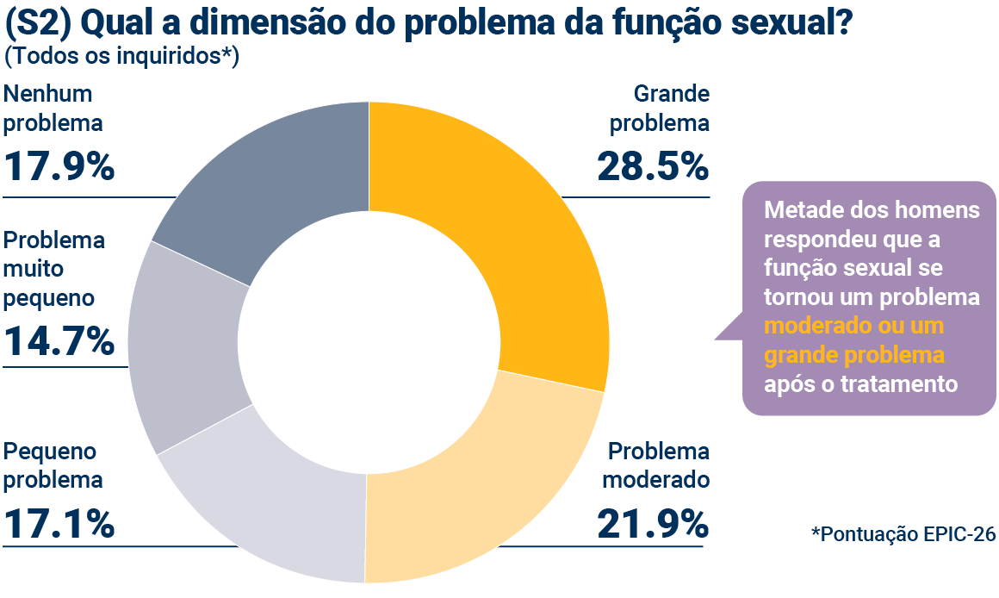 (S2) Qual a dimensão do problema da função sexual?
(Todos os inquiridos*)
Nenhum
problema
17.9%
Grande
problema
28.5%
Problema
muito
pequeno
14.7%
Metade dos homens
respondeu que a
função sexual se
tornou um problema
moderado ou um
grande problema
após o tratamento
Pequeno
problema
17.1%
Problema
moderado
21.9%
*Pontuação EPIC-26